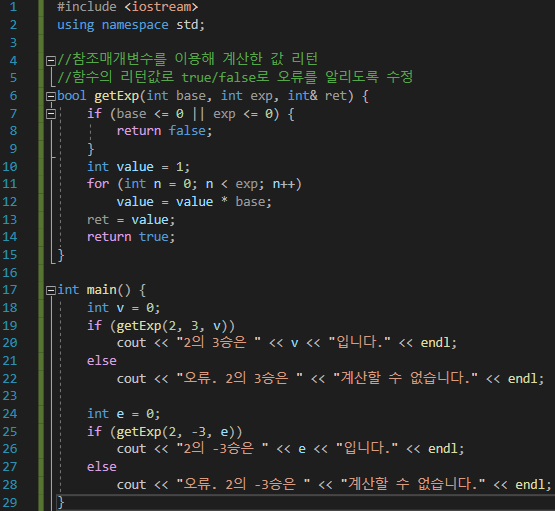 1 #include <iostream>
2 using namespace std;
3
4 //참조매개변수를 이용해 계산한 값 리턴
5 //함수의 리턴값로 true/false로 오류를 알리도록 수정
6 bool getExp(int base, int exp, int& ret) {
7     if (base <= 0 || exp <= 0) {
8         return false;
9     }
10     int value = 1;
11     for (int n = 0; n < exp; n++)
12         value = value * base;
13     ret = value;
14     return true;
15 }
16
17 int main() {
18     int v = 0;
19     if (getExp(2, 3, v))
20         cout << "2의 3승은 " << v << "입니다." << endl;
21     else
22         cout << "오류. 2의 3승은 " << "계산할 수 없습니다." << endl;
23
24     int e = 0;
25     if (getExp(2, -3, e))
26         cout << "2의 -3승은 " << e << "입니다." << endl;
27     else
28         cout << "오류. 2의 -3승은 " << "계산할 수 없습니다." << endl;
29 }